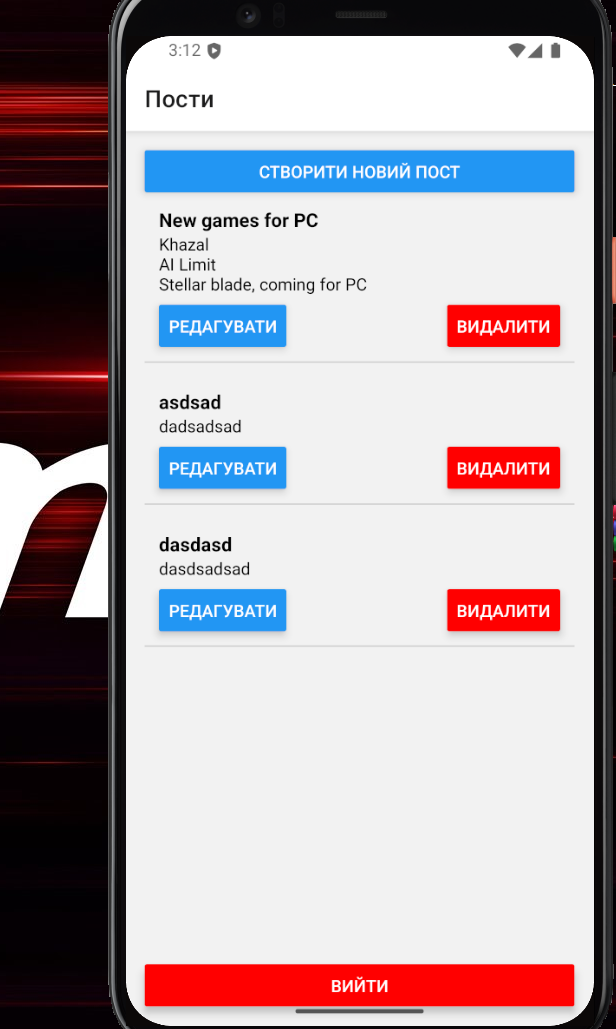 3:12
Пости
СТВОРИТИ НОВИЙ ПОСТ
New games for PC
Khazal
AI Limit
Stellar blade, coming for PC
РЕДАГУВАТИ ВИДАЛИТИ
asdsad
dadsadsad
РЕДАГУВАТИ ВИДАЛИТИ
dasdasd
dasdsadsad
РЕДАГУВАТИ ВИДАЛИТИ
ВИЙТИ